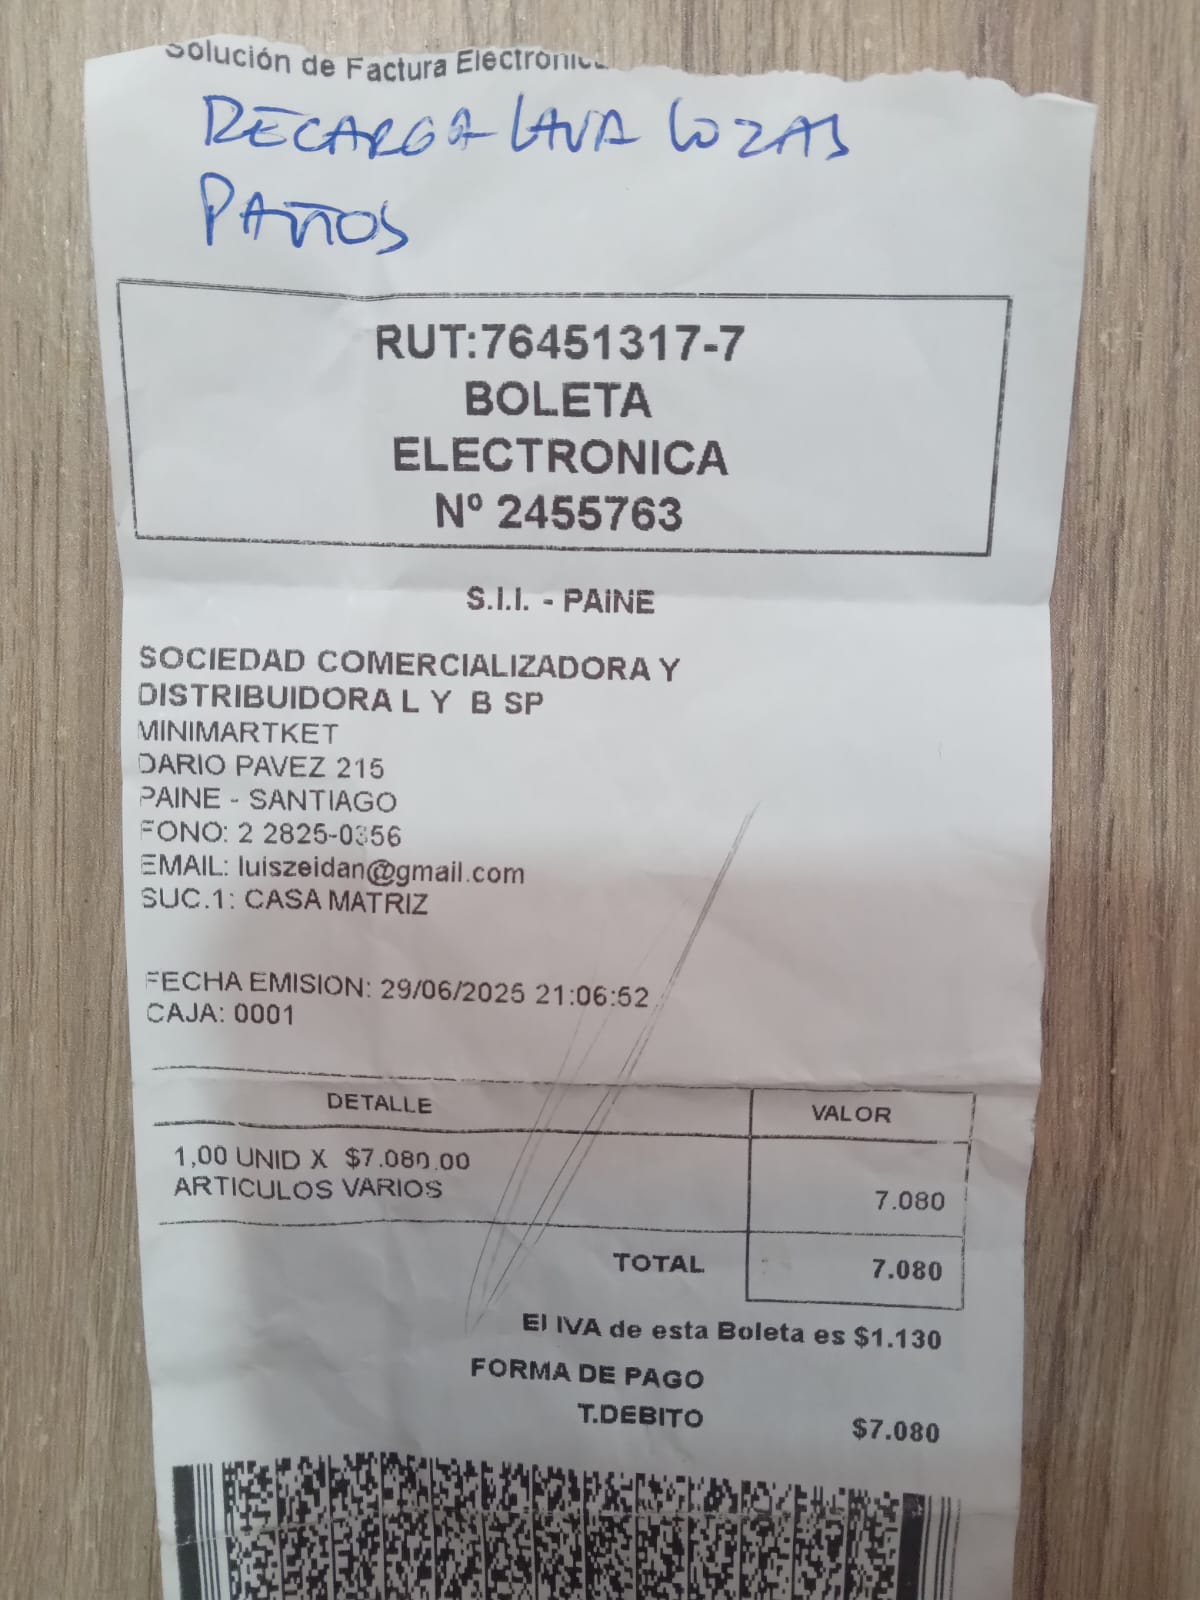 Solución de Factura Electrónica
RECARGA LAVA LOZAS
PAÑOS
RUT:76451317-7
BOLETA
ELECTRONICA
Nº 2455763
S.I.I. - PAINE
SOCIEDAD COMERCIALIZADORA Y
DISTRIBUIDORA L Y B SP
MINIMARTKET
DARIO PAVEZ 215
PAINE - SANTIAGO
FONO: 2 2825-0356
EMAIL: luiszeidan@gmail.com
SUC.1: CASA MATRIZ
FECHA EMISION: 29/06/2025 21:06:52
CAJA: 0001
DETALLE VALOR
1,00 UNID X $7.080.00
ARTICULOS VARIOS 7.080
TOTAL 7.080
El IVA de esta Boleta es $1.130
FORMA DE PAGO
T.DEBITO $7.080